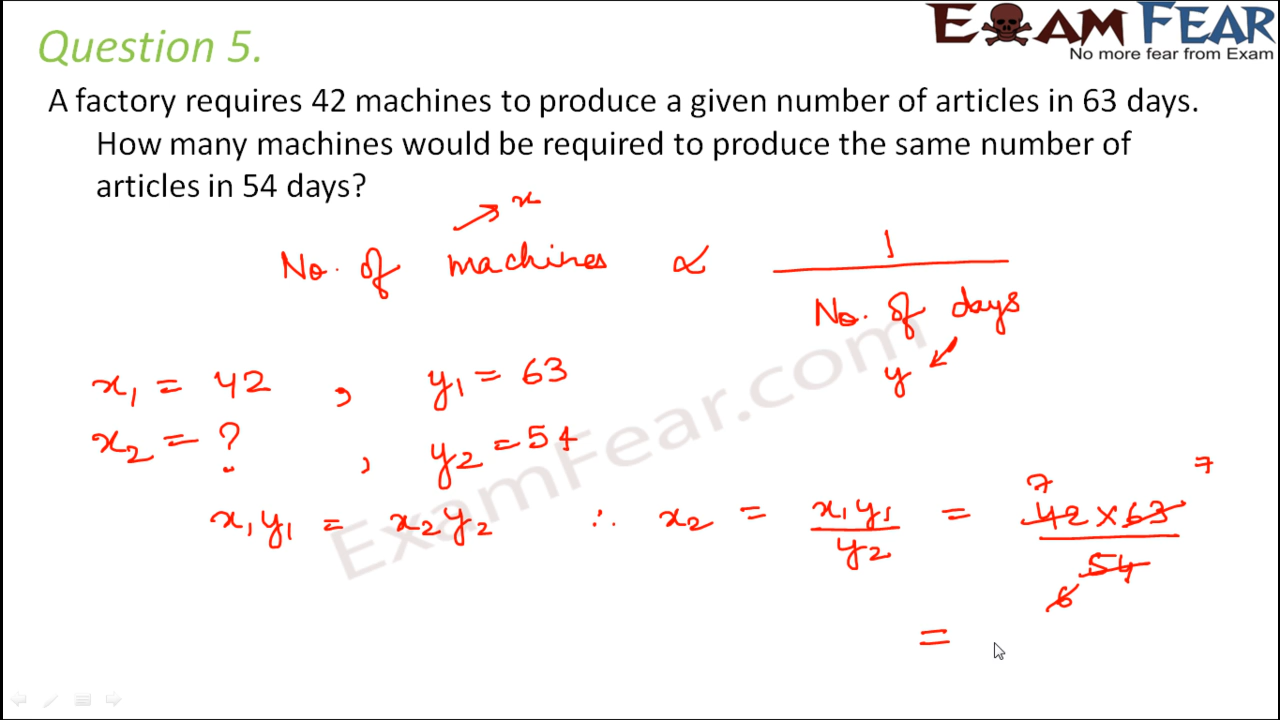 Question 5.
EXAM FEAR
No more fear from Exam
A factory requires 42 machines to produce a given number of articles in 63 days.
How many machines would be required to produce the same number of
articles in 54 days?
x
No. of machines ∝ 1
No. of days
y
x₁ = 42 , y₁ = 63
x₂ = ? , y₂ = 54
7 7
x₁y₁ = x₂y₂ ∴ x₂ = x₁y₁ = 42 × 63
y₂ 54
6
=
ExamFear.com